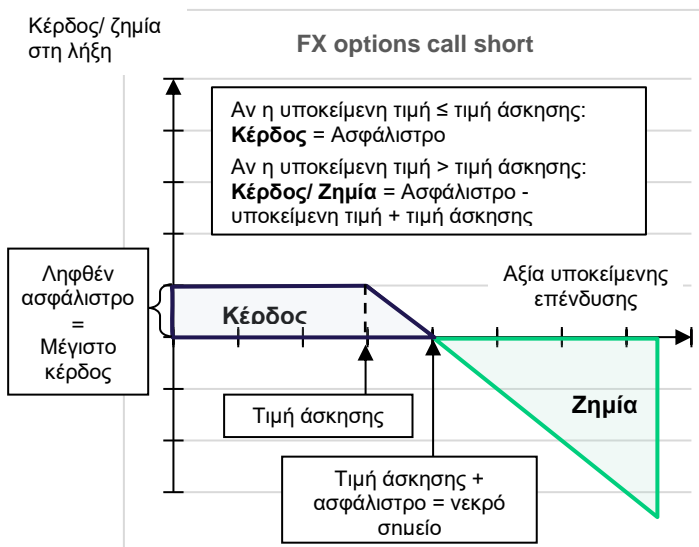 Κέρδος/ ζημία
στη λήξη
FX options call short
Αν η υποκείμενη τιμή ≤ τιμή άσκησης:
Κέρδος = Ασφάλιστρο
Αν η υποκείμενη τιμή > τιμή άσκησης:
Κέρδος/ Ζημία = Ασφάλιστρο -
υποκείμενη τιμή + τιμή άσκησης
Ληφθέν
ασφάλιστρο
=
Μέγιστο
κέρδος
Κέρδος
Αξία υποκείμενης
επένδυσης
Τιμή άσκησης
Ζημία
Τιμή άσκησης +
ασφάλιστρο = νεκρό
σημείο